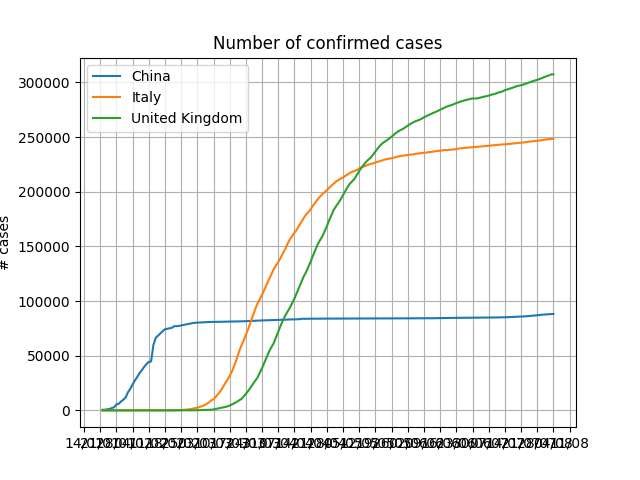 Number of confirmed cases
China
Italy
United Kingdom
300000
250000
200000
150000
100000
50000
0
# cases